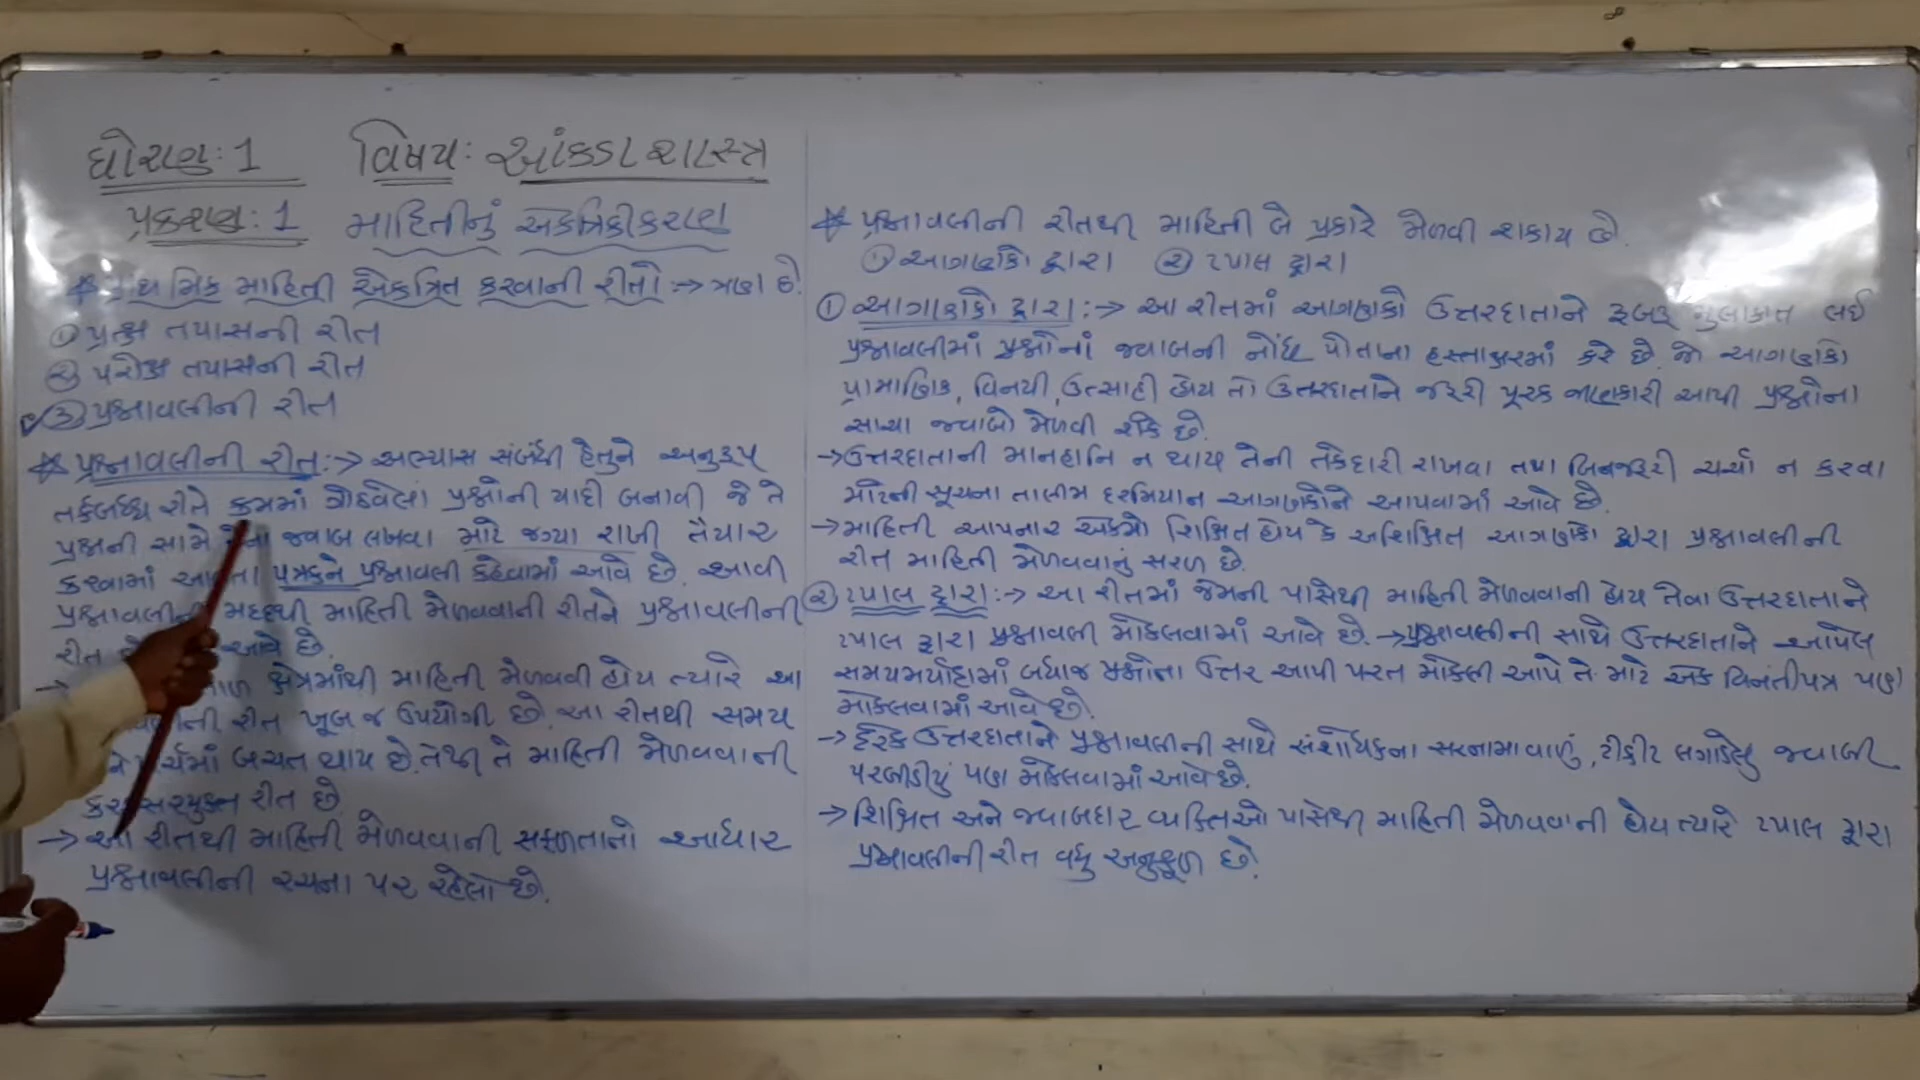 ધોરણ: 1 વિષય: આંકડાશાસ્ત્ર
પ્રકરણ: 1 માહિતીનું એકત્રિકીકરણ
* પ્રાથમિક માહિતી એકત્રિત કરવાની રીતો :→ ત્રણ છે.
① પ્રત્યક્ષ તપાસની રીત
② પરોક્ષ તપાસની રીત
③ પ્રશ્નાવલીની રીત
* પ્રશ્નાવલીની રીત :→ અભ્યાસ સંબંધી હેતુને અનુરૂપ
તર્કબધ્ધ રીતે ક્રમમાં ગોઠવેલાં પ્રશ્નોની યાદી બનાવી જે તે
પ્રશ્નની સામે જવાબ લખવા માટે જગ્યા રાખી તૈયાર
કરવામાં પત્રકને પ્રશ્નાવલી કહેવામાં આવે છે. આવી
પ્રશ્નાવલીની મદદથી માહિતી મેળવવાની રીતને પ્રશ્નાવલીની
રીત આવે છે.
→ ક્ષેત્રમાંથી માહિતી મેળવવી હોય ત્યારે આ
રીત ખૂબ જ ઉપયોગી છે. આ રીતથી સમય
બચત થાય છે. તેથી તે માહિતી મેળવવાની
કરકસરયુક્ત રીત છે.
→ આ રીતથી માહિતી મેળવવાની સફળતાનો આધાર
પ્રશ્નાવલીની રચના પર રહેલો છે.
* પ્રશ્નાવલીની રીતથી માહિતી બે પ્રકારે મેળવી શકાય છે.
① આગણકો દ્વારા ② ટપાલ દ્વારા
① આગણકો દ્વારા :→ આ રીતમાં આગણકો ઉત્તરદાતાને રૂબરૂ મુલાકાત લઈ
પ્રશ્નાવલીમાં પ્રશ્નોનાં જવાબની નોંધ પોતાના હસ્તાક્ષરમાં કરે છે. જો આગણકો
પ્રામાણિક, વિનયી, ઉત્સાહી હોય તો ઉત્તરદાતાને જરૂરી પૂરક જાણકારી આપી પ્રશ્નોના
સાચા જવાબો મેળવી શકે છે.
→ ઉત્તરદાતાની માનહાનિ ન થાય તેની તકેદારી રાખવા તથા બિનજરૂરી ચર્ચા ન કરવા
માટેની સૂચના તાલીમ દરમિયાન આગણકોને આપવામાં આવે છે.
→ માહિતી આપનાર એકમો શિક્ષિત હોય કે અશિક્ષિત આગણકો દ્વારા પ્રશ્નાવલીની
રીત માહિતી મેળવવાનું સરળ છે.
② ટપાલ દ્વારા :→ આ રીતમાં જેમની પાસેથી માહિતી મેળવવાની હોય તેવા ઉત્તરદાતાને
ટપાલ દ્વારા પ્રશ્નાવલી મોકલવામાં આવે છે. → પ્રશ્નાવલીની સાથે ઉત્તરદાતાને આપેલ
સમયમર્યાદામાં બધાજ પ્રશ્નોના ઉત્તર આપી પરત મોકલી આપે તે માટે એક વિનંતીપત્ર પણ
મોકલવામાં આવે છે.
→ દરેક ઉત્તરદાતાને પ્રશ્નાવલીની સાથે સંશોધકના સરનામાવાળું, ટીકીટ લગાડેલું જવાબી
પરબીડીયું પણ મોકલવામાં આવે છે.
→ શિક્ષિત અને જવાબદાર વ્યક્તિઓ પાસેથી માહિતી મેળવવાની હોય ત્યારે ટપાલ દ્વારા
પ્રશ્નાવલીની રીત વધુ અનુકૂળ છે.